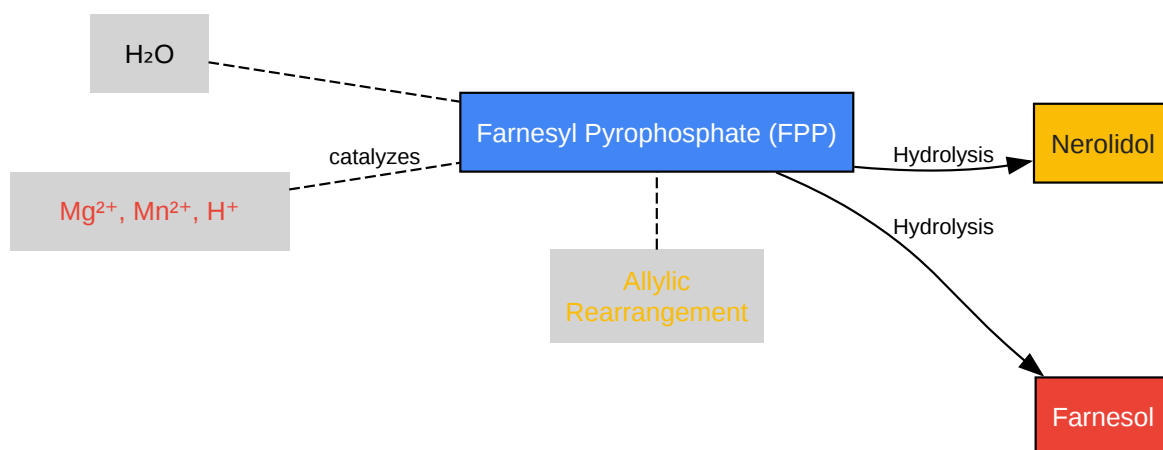 H₂O
Farnesyl Pyrophosphate (FPP)
Hydrolysis
Nerolidol
catalyzes
Mg²⁺, Mn²⁺, H⁺
Hydrolysis
Allylic
Rearrangement
Farnesol